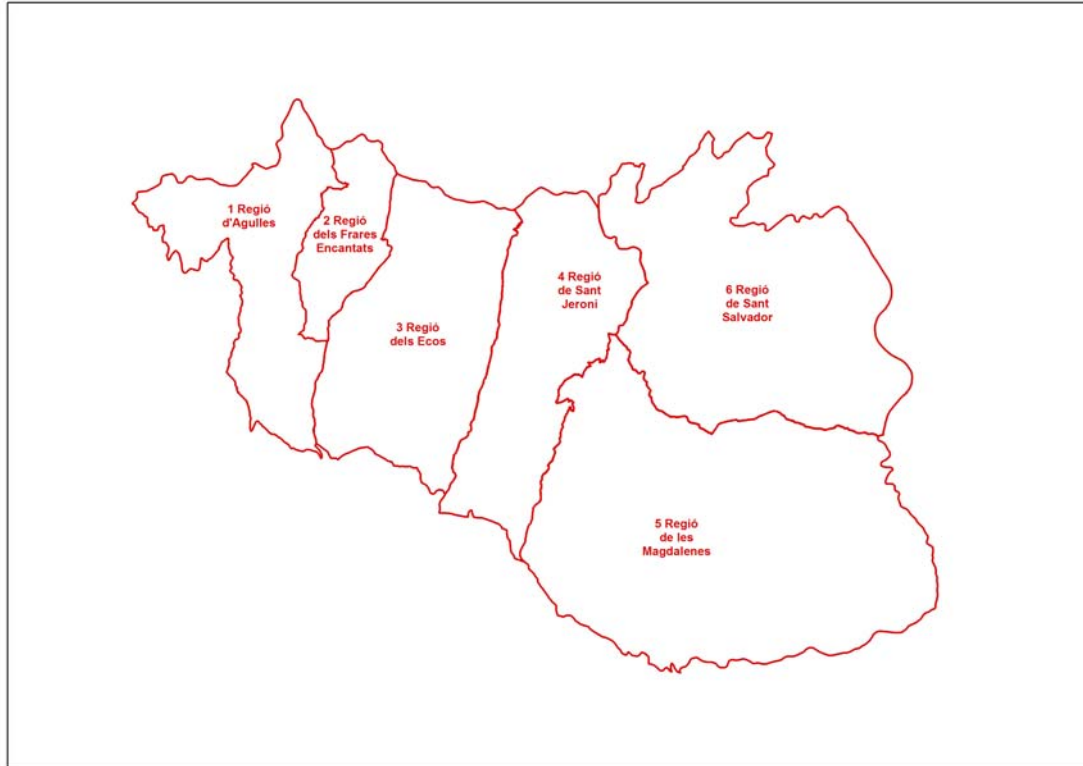 1 Regió
d'Agulles
2 Regió
dels Frares
Encantats
3 Regió
dels Ecos
4 Regió
de Sant
Jeroni
5 Regió
de les
Magdalenes
6 Regió
de Sant
Salvador